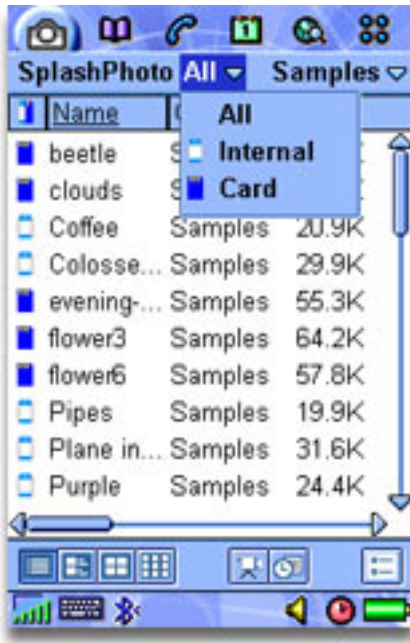 1
SplashPhoto All Samples
Name
All
Internal
Card
beetle
clouds
Coffee Samples 20.9K
Colosse... Samples 29.9K
evening-... Samples 55.3K
flower3 Samples 64.2K
flower6 Samples 57.8K
Pipes Samples 19.9K
Plane in... Samples 31.6K
Purple Samples 24.4K